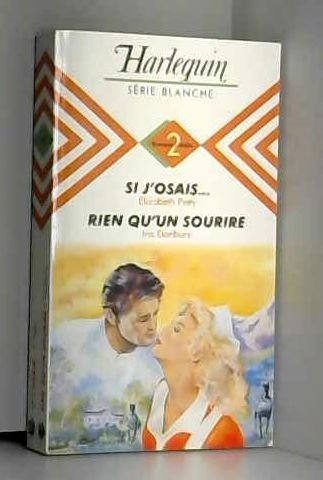 Harlequin
SÉRIE BLANCHE
2
SI J'OSAIS...
Elizabeth Petty
RIEN QU'UN SOURIRE
Iris Danbury